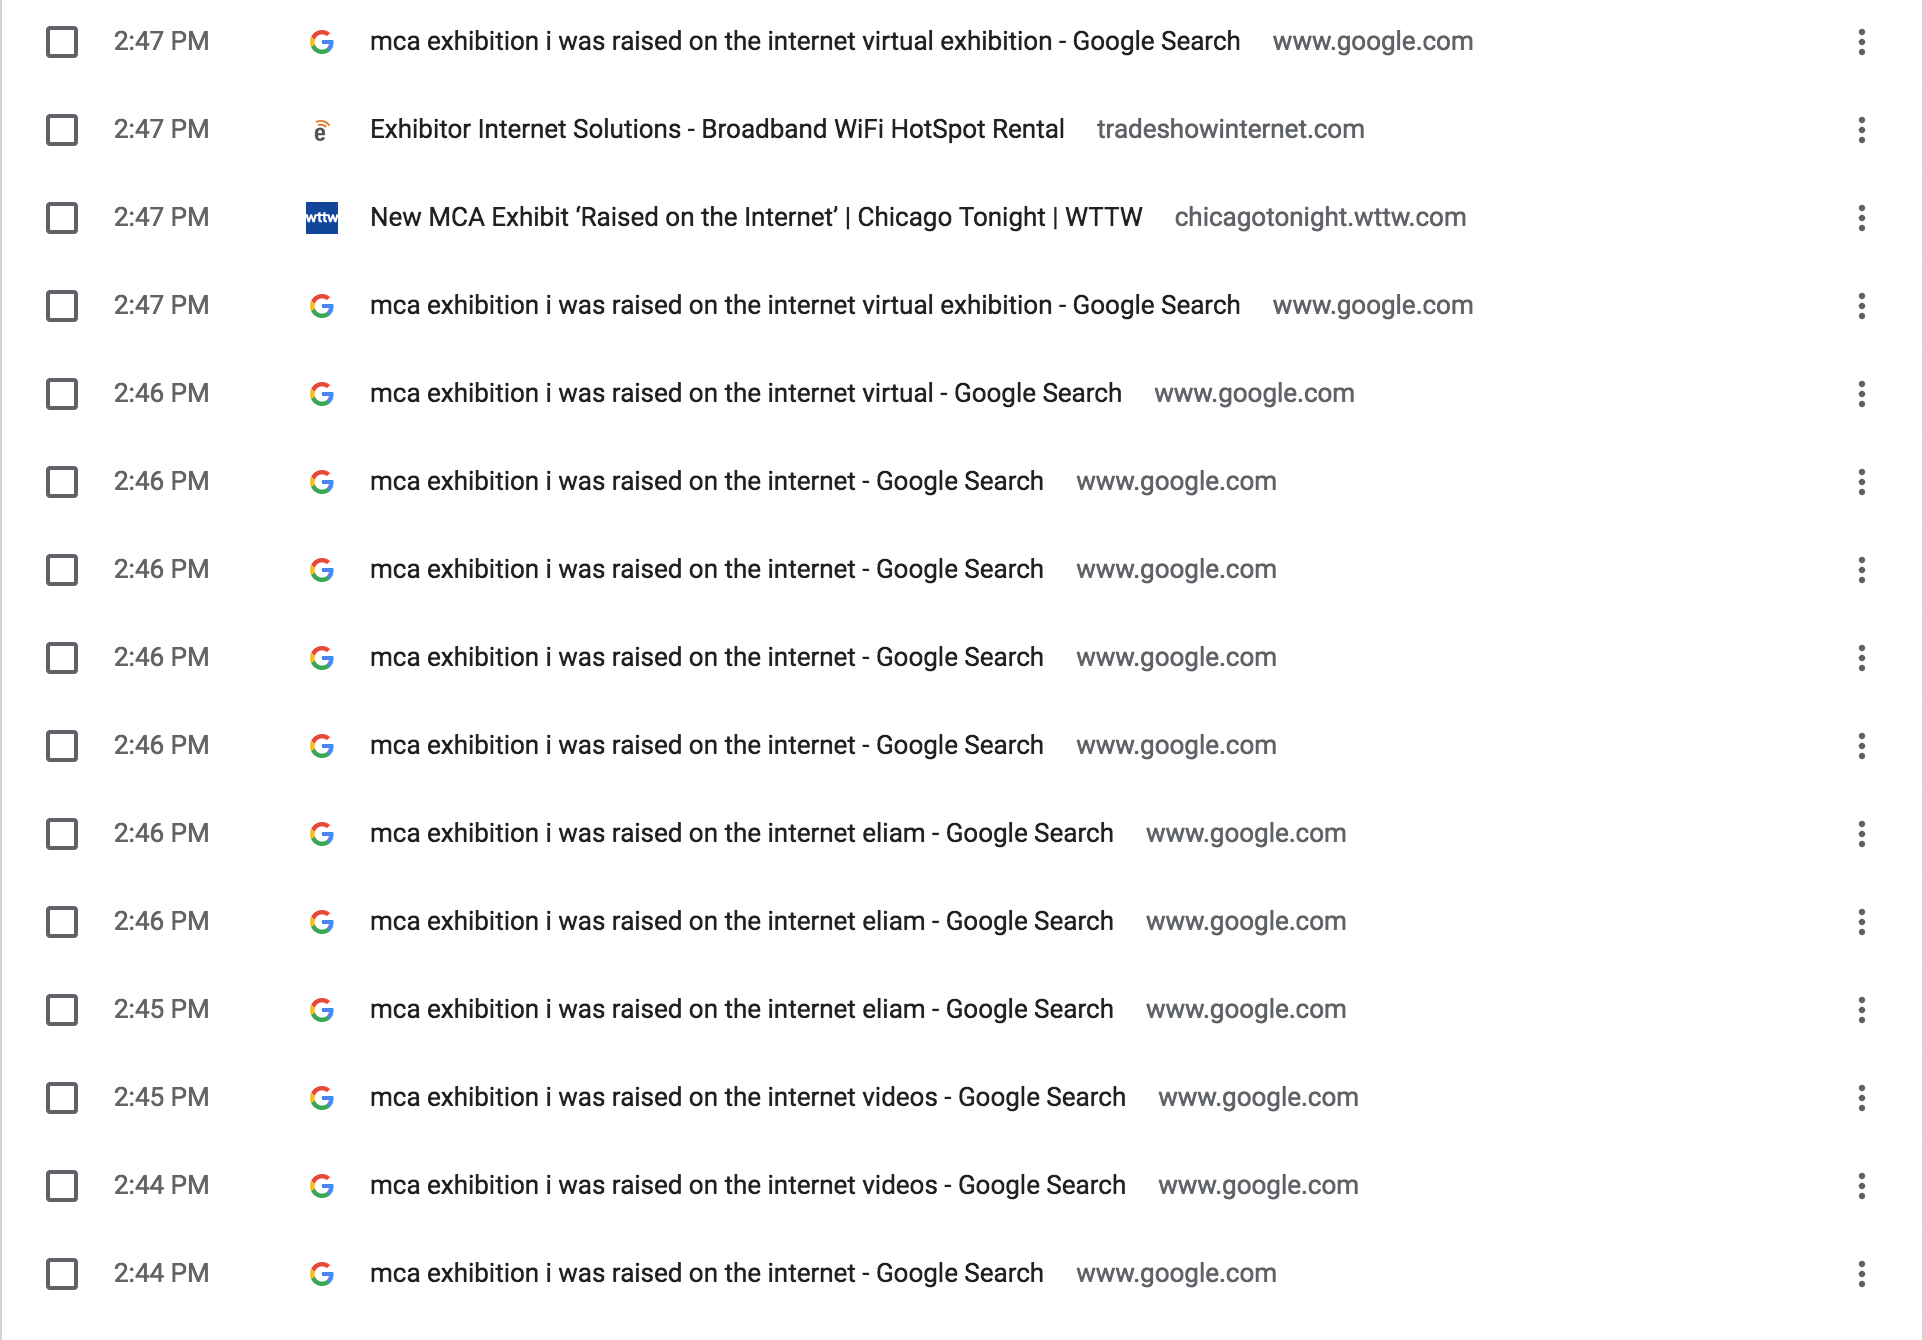 2:47 PM mca exhibition i was raised on the internet virtual exhibition - Google Search www.google.com
2:47 PM e Exhibitor Internet Solutions - Broadband WiFi HotSpot Rental tradeshowinternet.com
2:47 PM wttw New MCA Exhibit ‘Raised on the Internet’ | Chicago Tonight | WTTW chicagotonight.wttw.com
2:47 PM mca exhibition i was raised on the internet virtual exhibition - Google Search www.google.com
2:46 PM mca exhibition i was raised on the internet virtual - Google Search www.google.com
2:46 PM mca exhibition i was raised on the internet - Google Search www.google.com
2:46 PM mca exhibition i was raised on the internet - Google Search www.google.com
2:46 PM mca exhibition i was raised on the internet - Google Search www.google.com
2:46 PM mca exhibition i was raised on the internet - Google Search www.google.com
2:46 PM mca exhibition i was raised on the internet eliam - Google Search www.google.com
2:46 PM mca exhibition i was raised on the internet eliam - Google Search www.google.com
2:45 PM mca exhibition i was raised on the internet eliam - Google Search www.google.com
2:45 PM mca exhibition i was raised on the internet videos - Google Search www.google.com
2:44 PM mca exhibition i was raised on the internet videos - Google Search www.google.com
2:44 PM mca exhibition i was raised on the internet - Google Search www.google.com